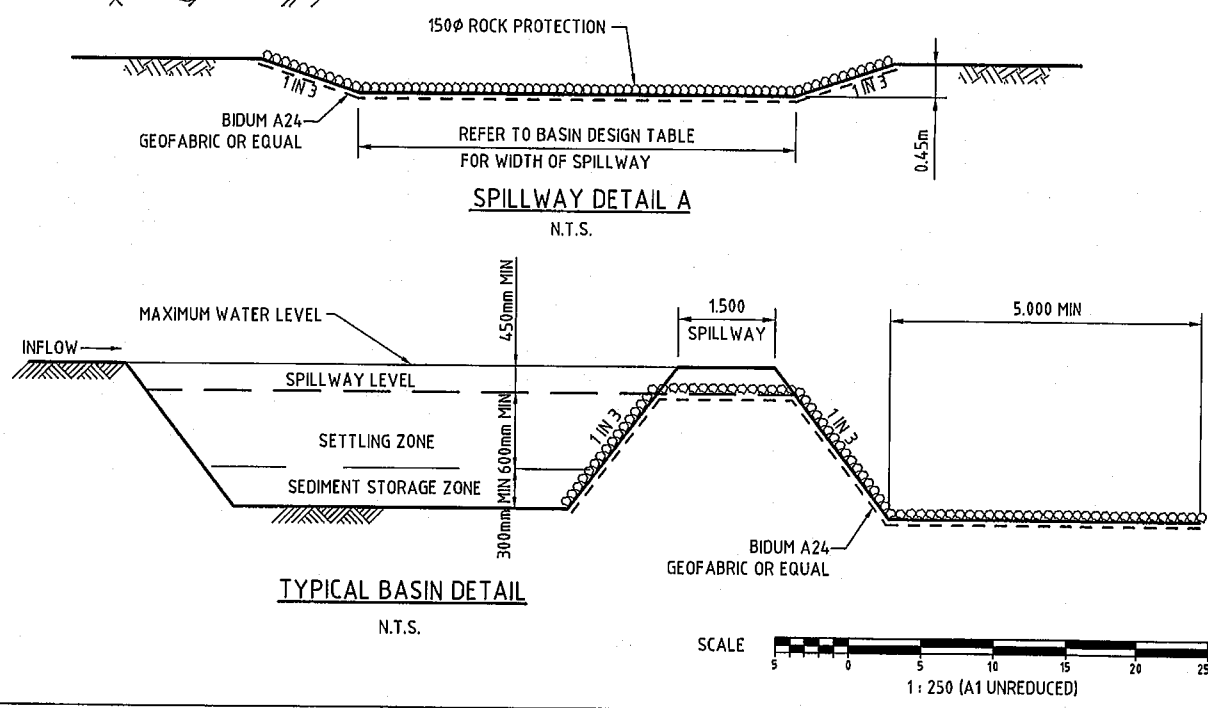 150ø ROCK PROTECTION
1 IN 3
1 IN 3
BIDUM A24
GEOFABRIC OR EQUAL
REFER TO BASIN DESIGN TABLE
FOR WIDTH OF SPILLWAY
0.45m
SPILLWAY DETAIL A
N.T.S.
450mm MIN
MAXIMUM WATER LEVEL
1.500
SPILLWAY
5.000 MIN
INFLOW
SPILLWAY LEVEL
600mm MIN
1 IN 3
1 IN 3
SETTLING ZONE
SEDIMENT STORAGE ZONE
300mm MIN
BIDUM A24
GEOFABRIC OR EQUAL
TYPICAL BASIN DETAIL
N.T.S.
SCALE
5 0 5 10 15 20 25
1 : 250 (A1 UNREDUCED)